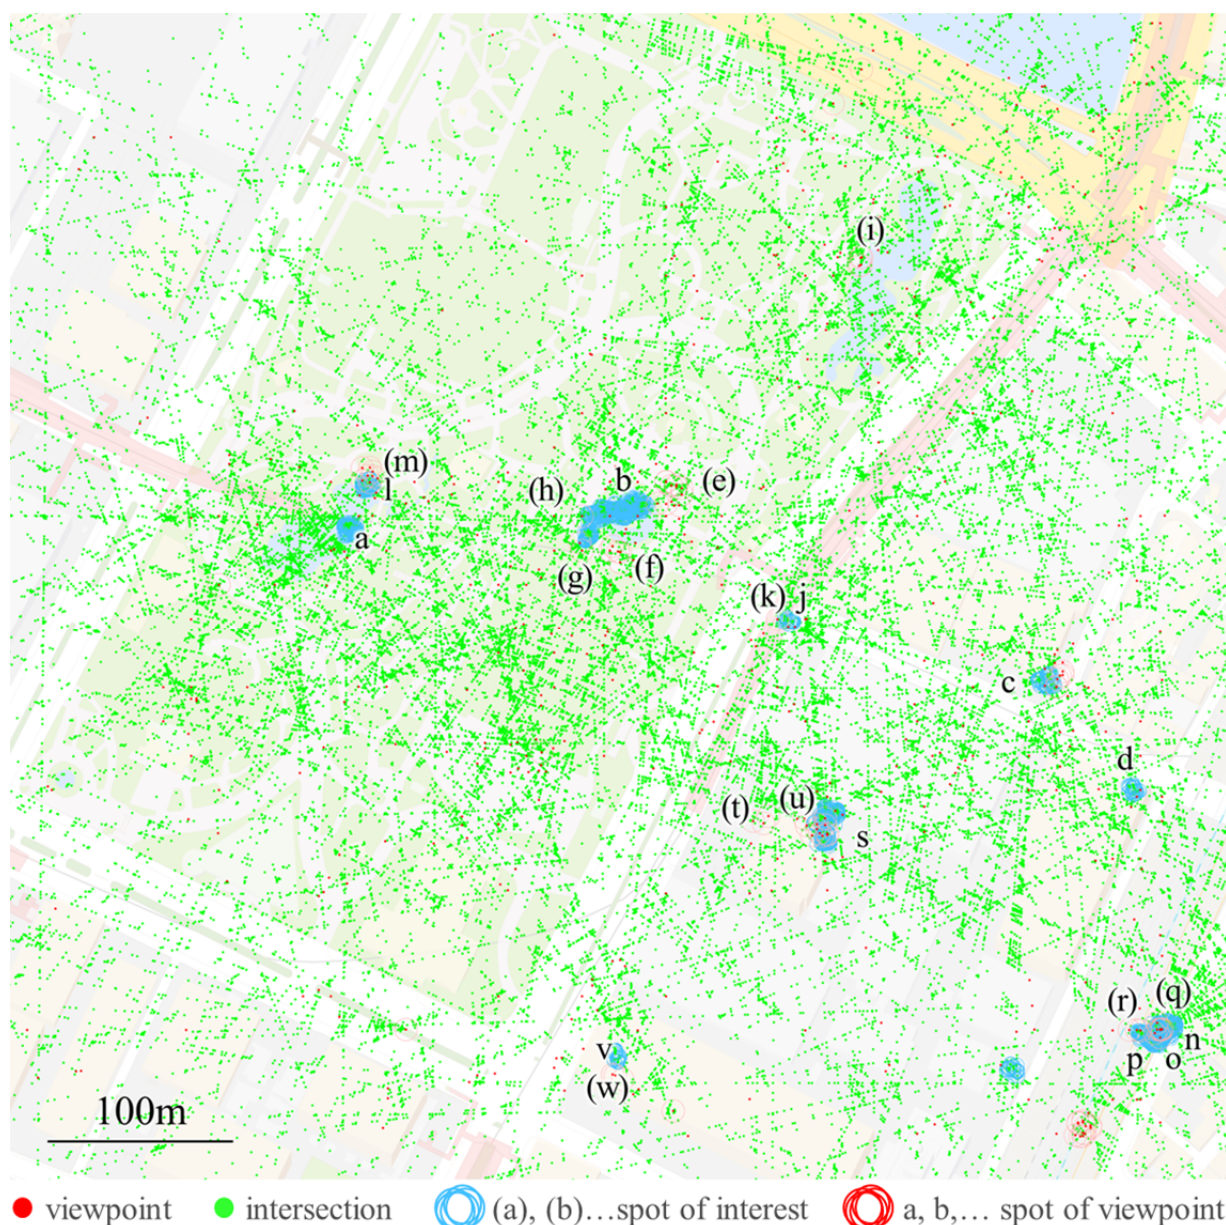 (i)
(m)
l
(h)
b
(e)
a
(g)
(f)
(k) j
c
d
(t)
(u)
s
(r)
(q)
n
p
o
v
(w)
100m
viewpoint
intersection
(a), (b)…spot of interest
a, b,… spot of viewpoint